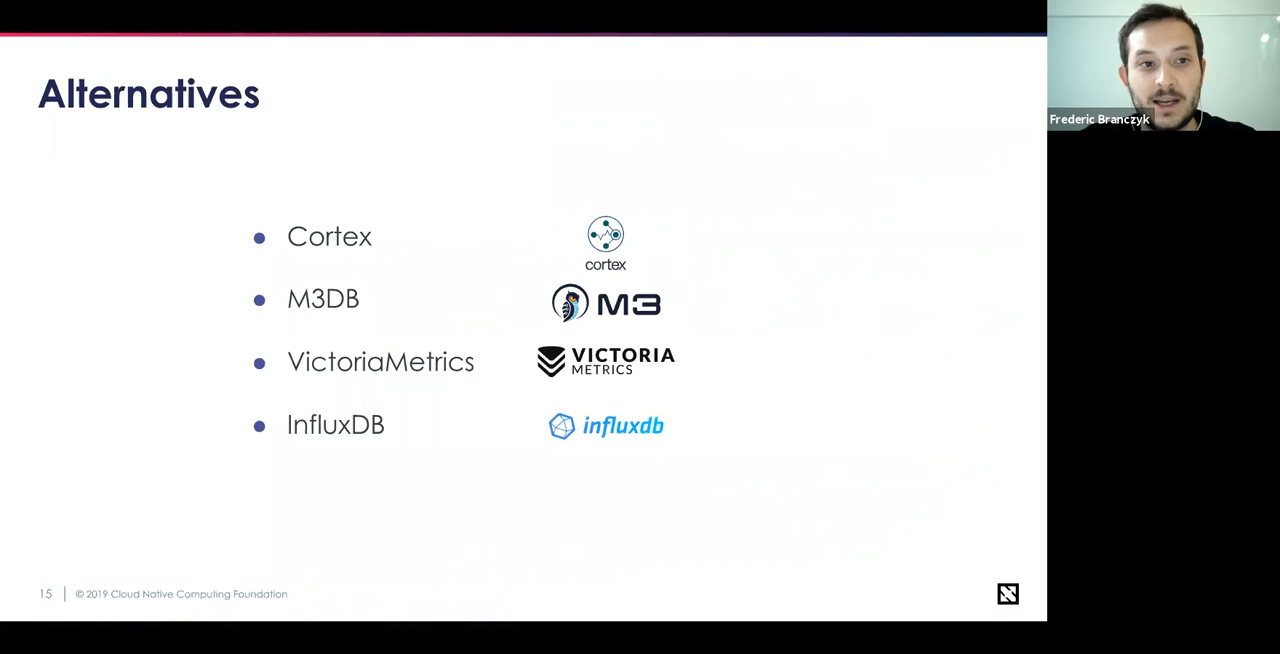 Alternatives
Frederic Branczyk
● Cortex
cortex
● M3DB
M3
● VictoriaMetrics
VICTORIA
METRICS
● InfluxDB
influxdb
15 | © 2019 Cloud Native Computing Foundation